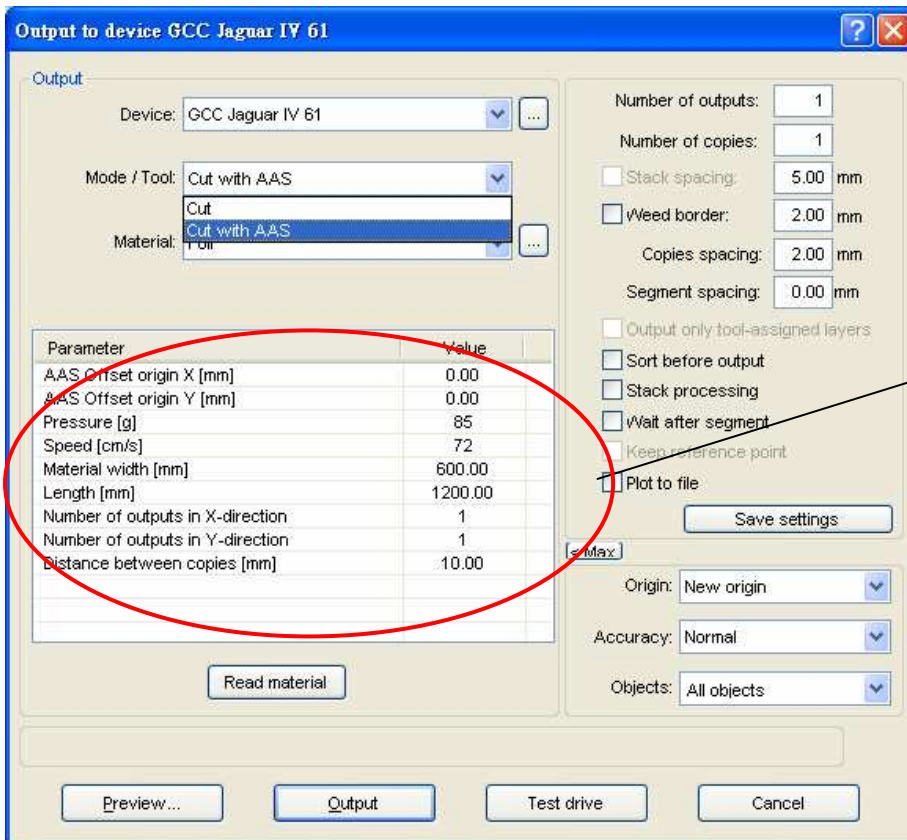 Output to device GCC Jaguar IV 61
Output
Device: GCC Jaguar IV 61 ...
Mode / Tool: Cut with AAS
Cut
Cut with AAS
Material: ...
Parameter Value
AAS Offset origin X [mm] 0.00
AAS Offset origin Y [mm] 0.00
Pressure [g] 85
Speed [cm/s] 72
Material width [mm] 600.00
Length [mm] 1200.00
Number of outputs in X-direction 1
Number of outputs in Y-direction 1
Distance between copies [mm] 10.00
Read material
Number of outputs: 1
Number of copies: 1
Stack spacing: 5.00 mm
Weed border: 2.00 mm
Copies spacing: 2.00 mm
Segment spacing: 0.00 mm
Output only tool-assigned layers
Sort before output
Stack processing
Wait after segment
Keep reference point
Plot to file
Save settings
[< Max]
Origin: New origin
Accuracy: Normal
Objects: All objects
Preview... Output Test drive Cancel